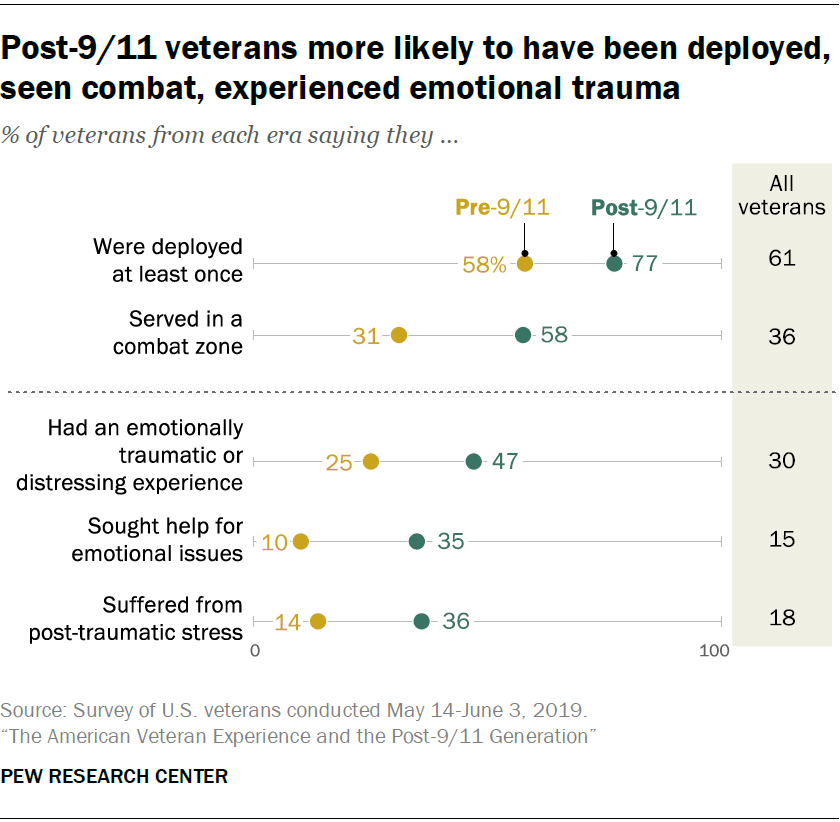 Post-9/11 veterans more likely to have been deployed,
seen combat, experienced emotional trauma
% of veterans from each era saying they ...
All
veterans
Pre-9/11 Post-9/11
Were deployed
at least once
58% 77 61
Served in a
combat zone
31 58 36
Had an emotionally
traumatic or
distressing experience
25 47 30
Sought help for
emotional issues
10 35 15
Suffered from
post-traumatic stress
14 36 18
0 100
Source: Survey of U.S. veterans conducted May 14-June 3, 2019.
“The American Veteran Experience and the Post-9/11 Generation”
PEW RESEARCH CENTER